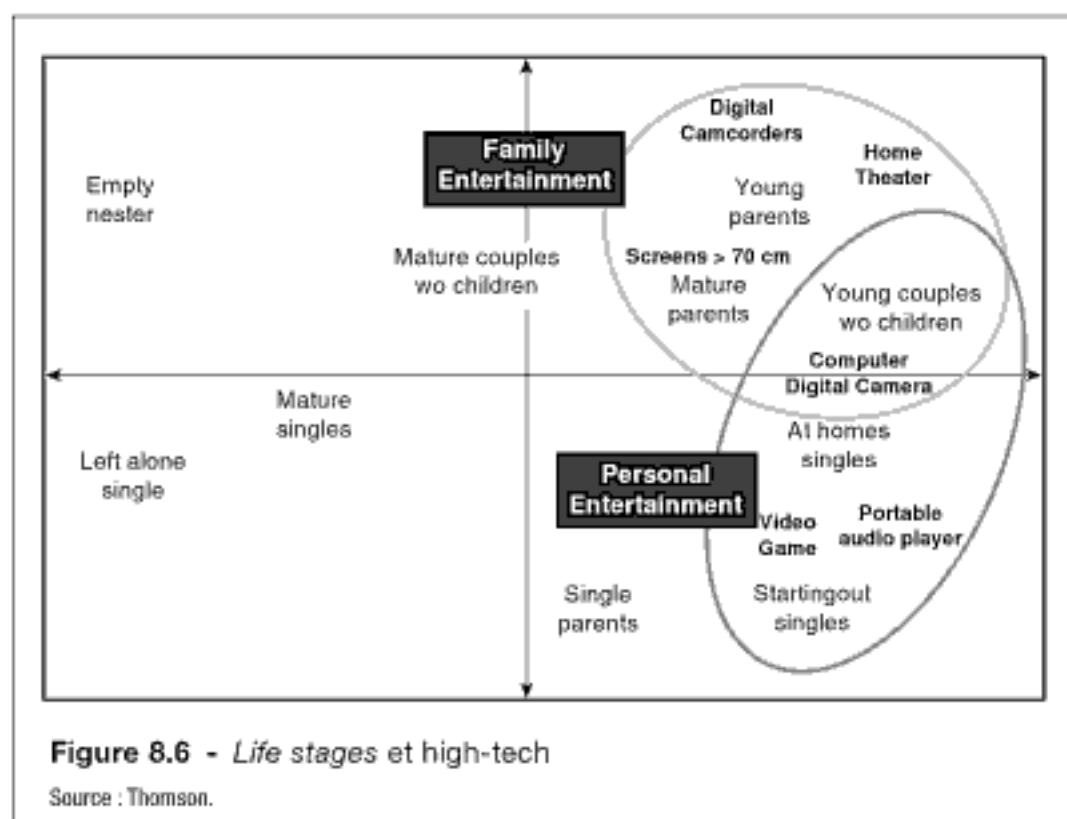 Digital
Camcorders
Family
Entertainment
Home
Theater
Empty
nester
Young
parents
Mature couples
wo children
Screens > 70 cm
Mature
parents
Young couples
wo children
Computer
Digital Camera
Mature
singles
At homes
singles
Left alone
single
Personal
Entertainment
Video
Game
Portable
audio player
Single
parents
Startingout
singles
Figure 8.6 - Life stages et high-tech
Source : Thomson.